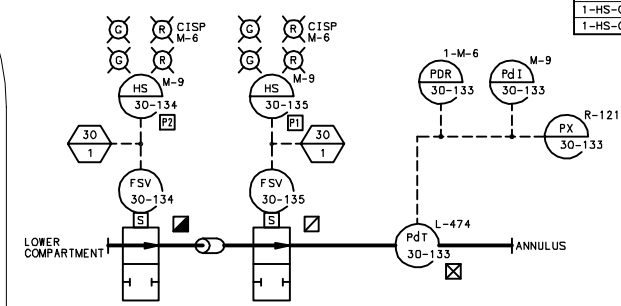 1-HS-
1-HS-
G R CISP
M-6
G R
G R CISP
M-6
G R
M-9
HS
30-134
P2
M-9
HS
30-135
P1
1-M-6
PDR
30-133
M-9
PdI
30-133
R-121
PX
30-133
30
1
30
1
FSV
30-134
S
FSV
30-135
S
L-474
PdT
30-133
LOWER
COMPARTMENT
ANNULUS